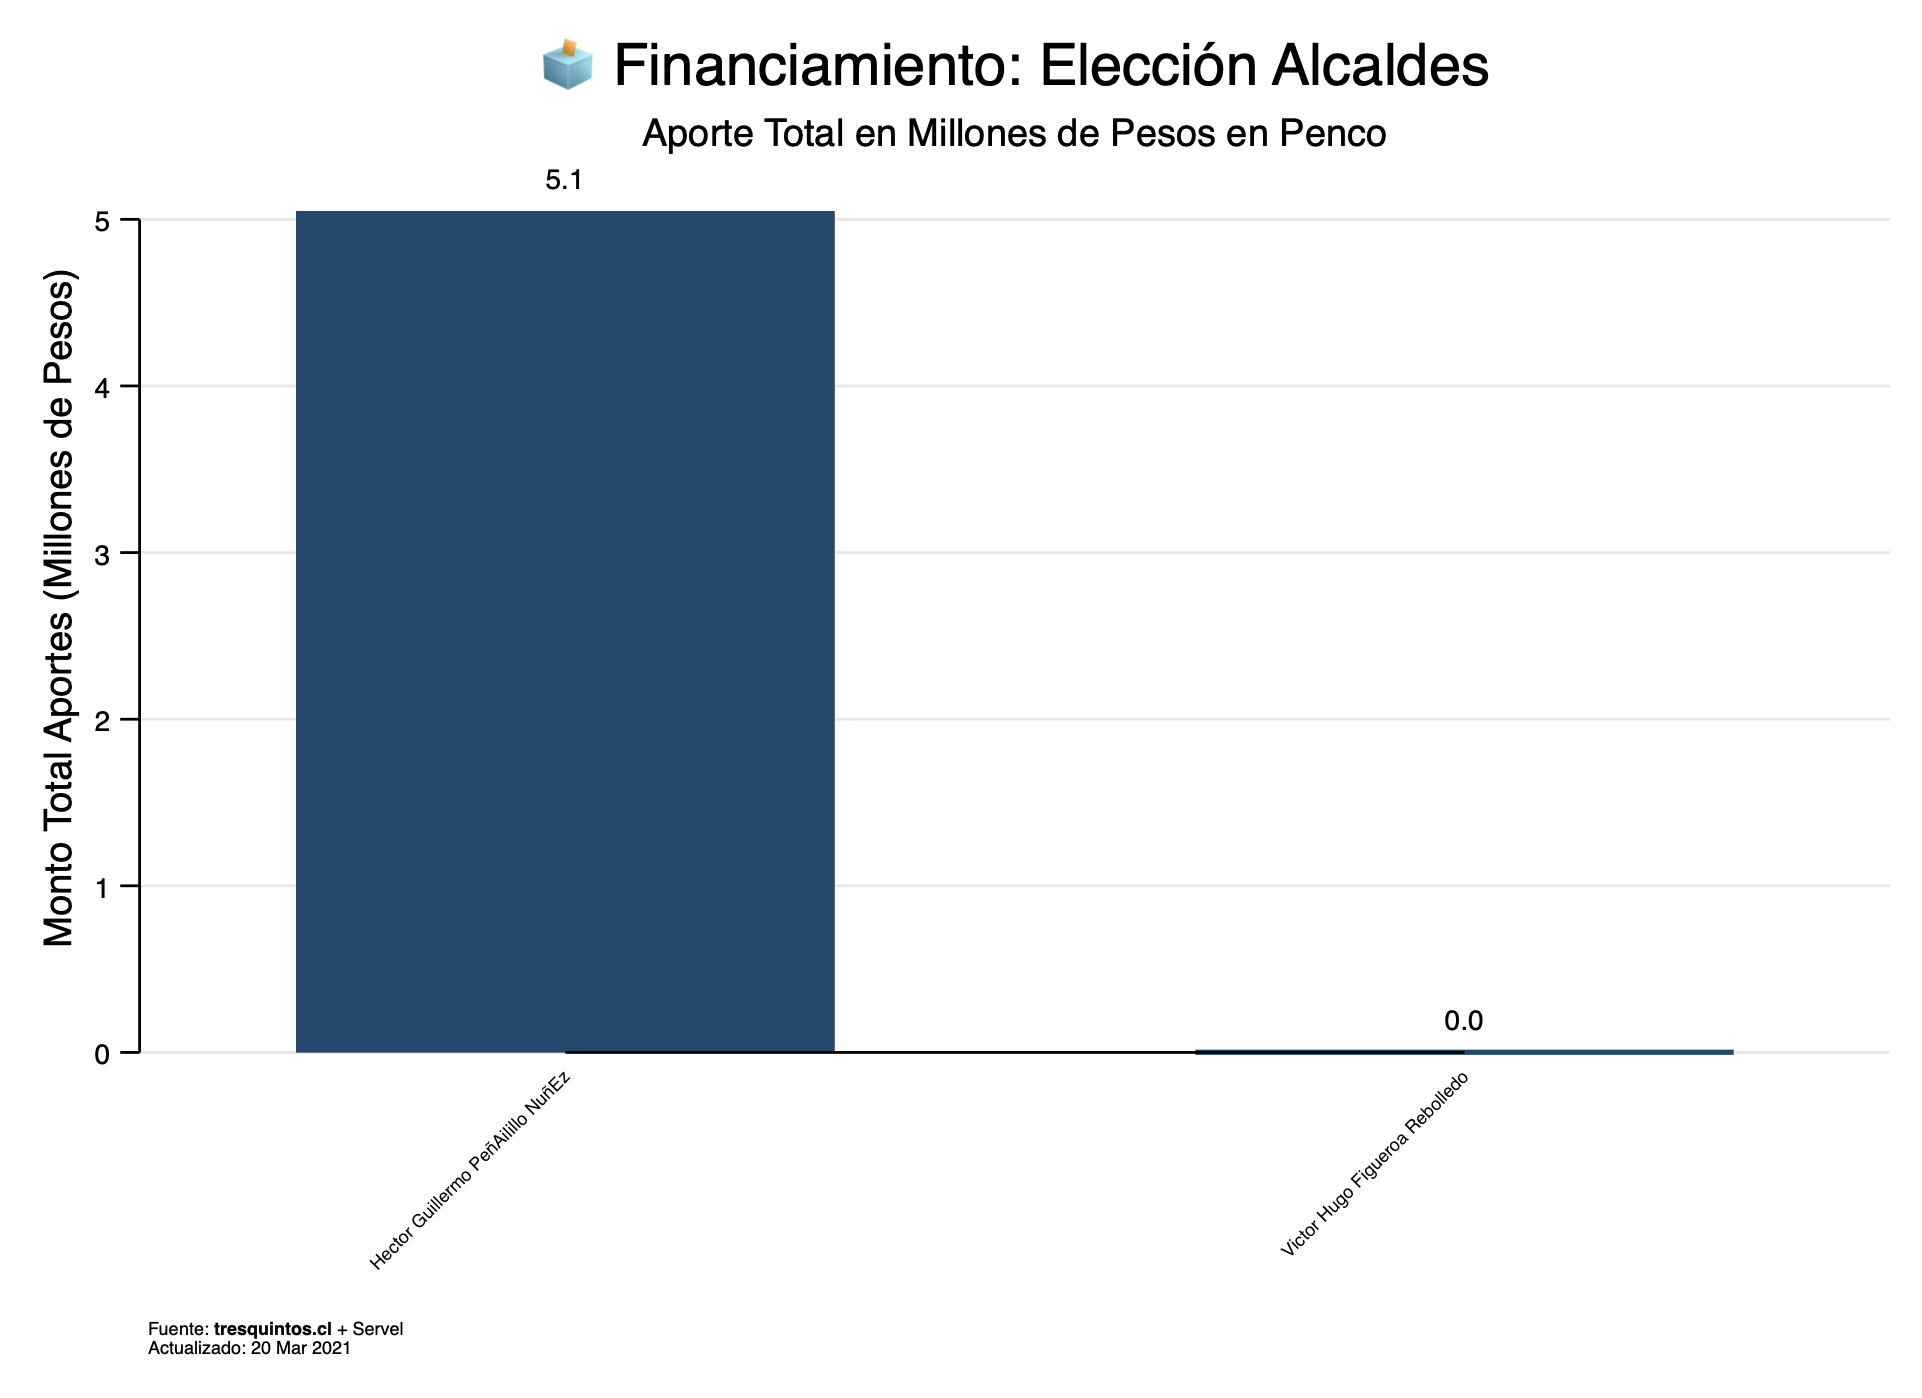 Financiamiento: Elección Alcaldes
Aporte Total en Millones de Pesos en Penco
5.1
Monto Total Aportes (Millones de Pesos)
5
4
3
2
1
0
0.0
Hector Guillermo PeñAilillo NuñEz
Victor Hugo Figueroa Rebolledo
Fuente: tresquintos.cl + Servel
Actualizado: 20 Mar 2021